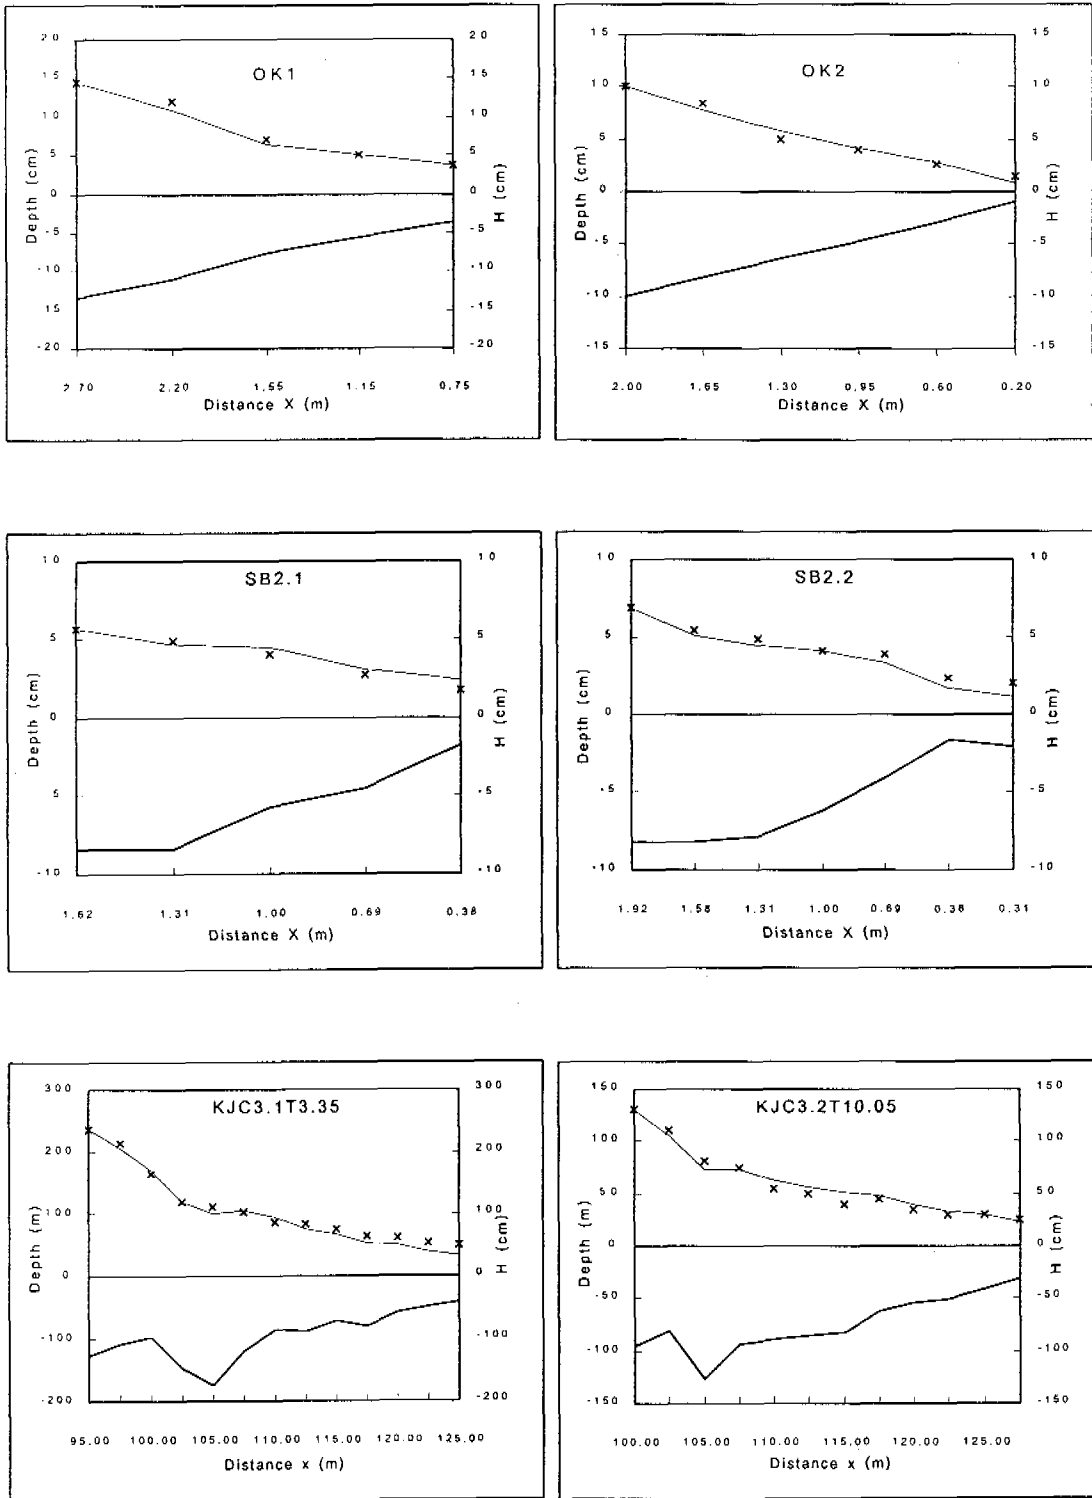 OK1
Depth (cm)
20
15
10
5
0
-5
-10
15
-20
H (cm)
20
15
10
5
0
-5
-10
-15
-20
2.70 2.20 1.55 1.15 0.75
Distance X (m)
OK2
Depth (cm)
15
10
5
0
-5
-10
-15
H (cm)
15
10
5
0
-5
-10
-15
2.00 1.65 1.30 0.95 0.60 0.20
Distance X (m)
SB2.1
Depth (cm)
10
5
0
5
-10
H (cm)
10
5
0
-5
-10
1.62 1.31 1.00 0.69 0.38
Distance X (m)
SB2.2
Depth (cm)
10
5
0
-5
-10
H (cm)
10
5
0
-5
-10
1.92 1.58 1.31 1.00 0.69 0.38 0.31
Distance X (m)
KJC3.1T3.35
Depth (m)
300
200
100
0
-100
-200
H (cm)
300
200
100
0
-100
-200
95.00 100.00 105.00 110.00 115.00 120.00 125.00
Distance x (m)
KJC3.2T10.05
Depth (m)
150
100
50
0
-50
-100
-150
H (cm)
150
100
50
0
-50
-100
-150
100.00 105.00 110.00 115.00 120.00 125.00
Distance x (m)